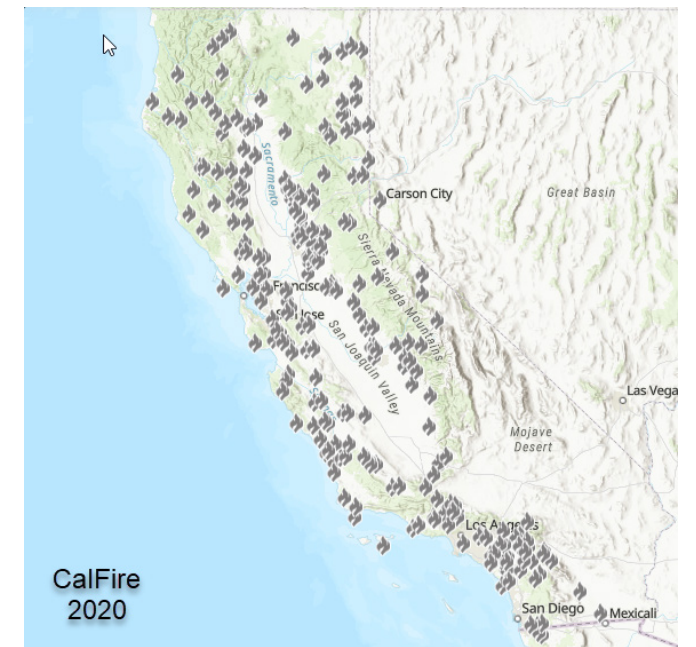 Sacramento
Carson City
Great Basin
Sierra Nevada Mountains
Francisco
San Jose
San Joaquin Valley
Las Vega
Mojave
Desert
Los Angeles
CalFire
2020
San Diego
Mexicali